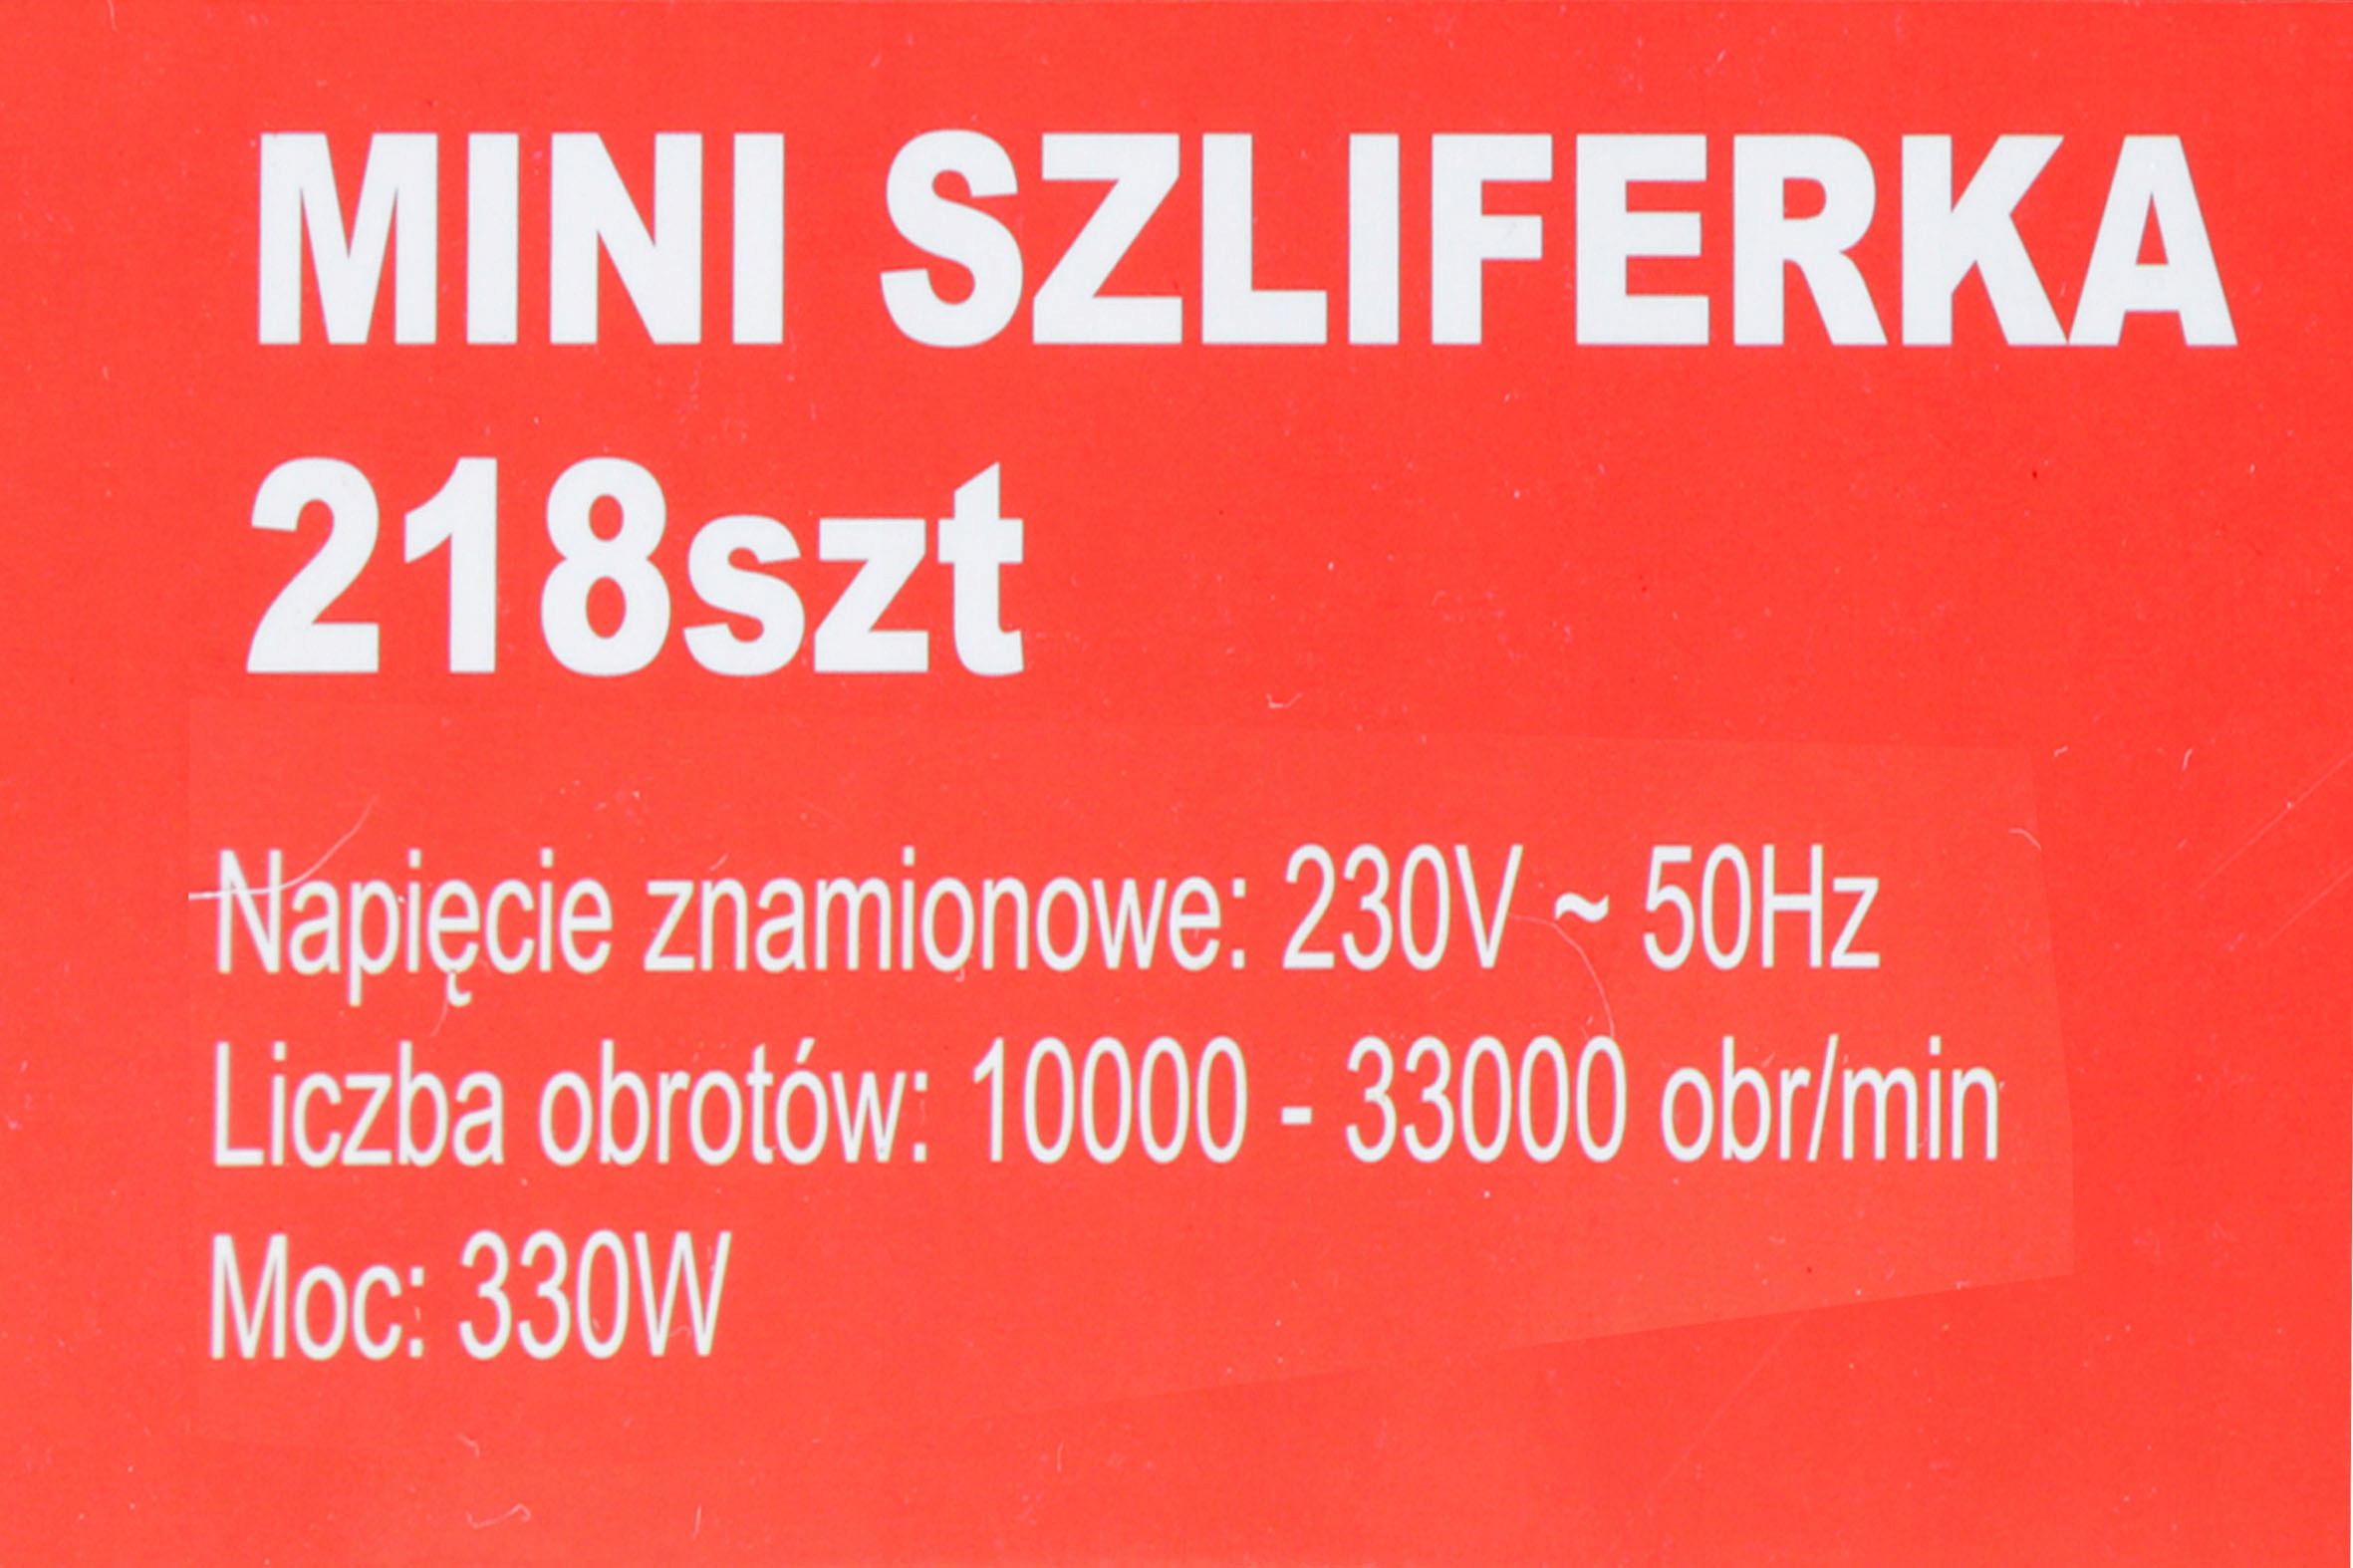 MINI SZLIFERKA
218szt
Napięcie znamionowe: 230V ~ 50Hz
Liczba obrotów: 10000 - 33000 obr/min
Moc: 330W